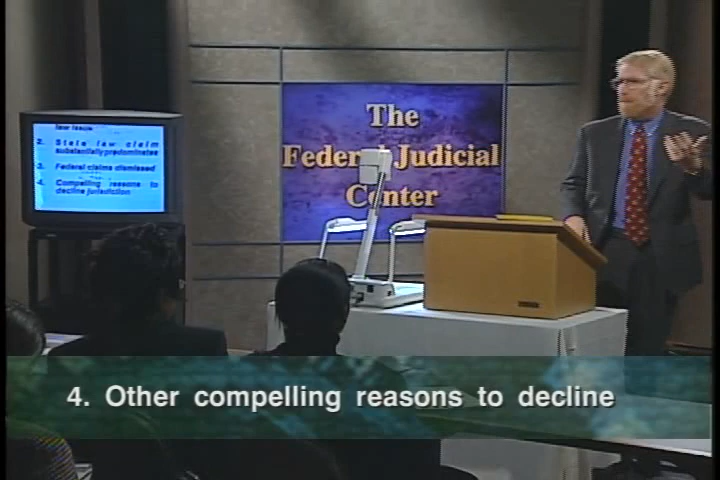 law issue
2. State law claim
substantially predominates
3. Federal claims dismissed
4. Compelling reasons to
decline jurisdiction
The
Federal Judicial
Center
4. Other compelling reasons to decline